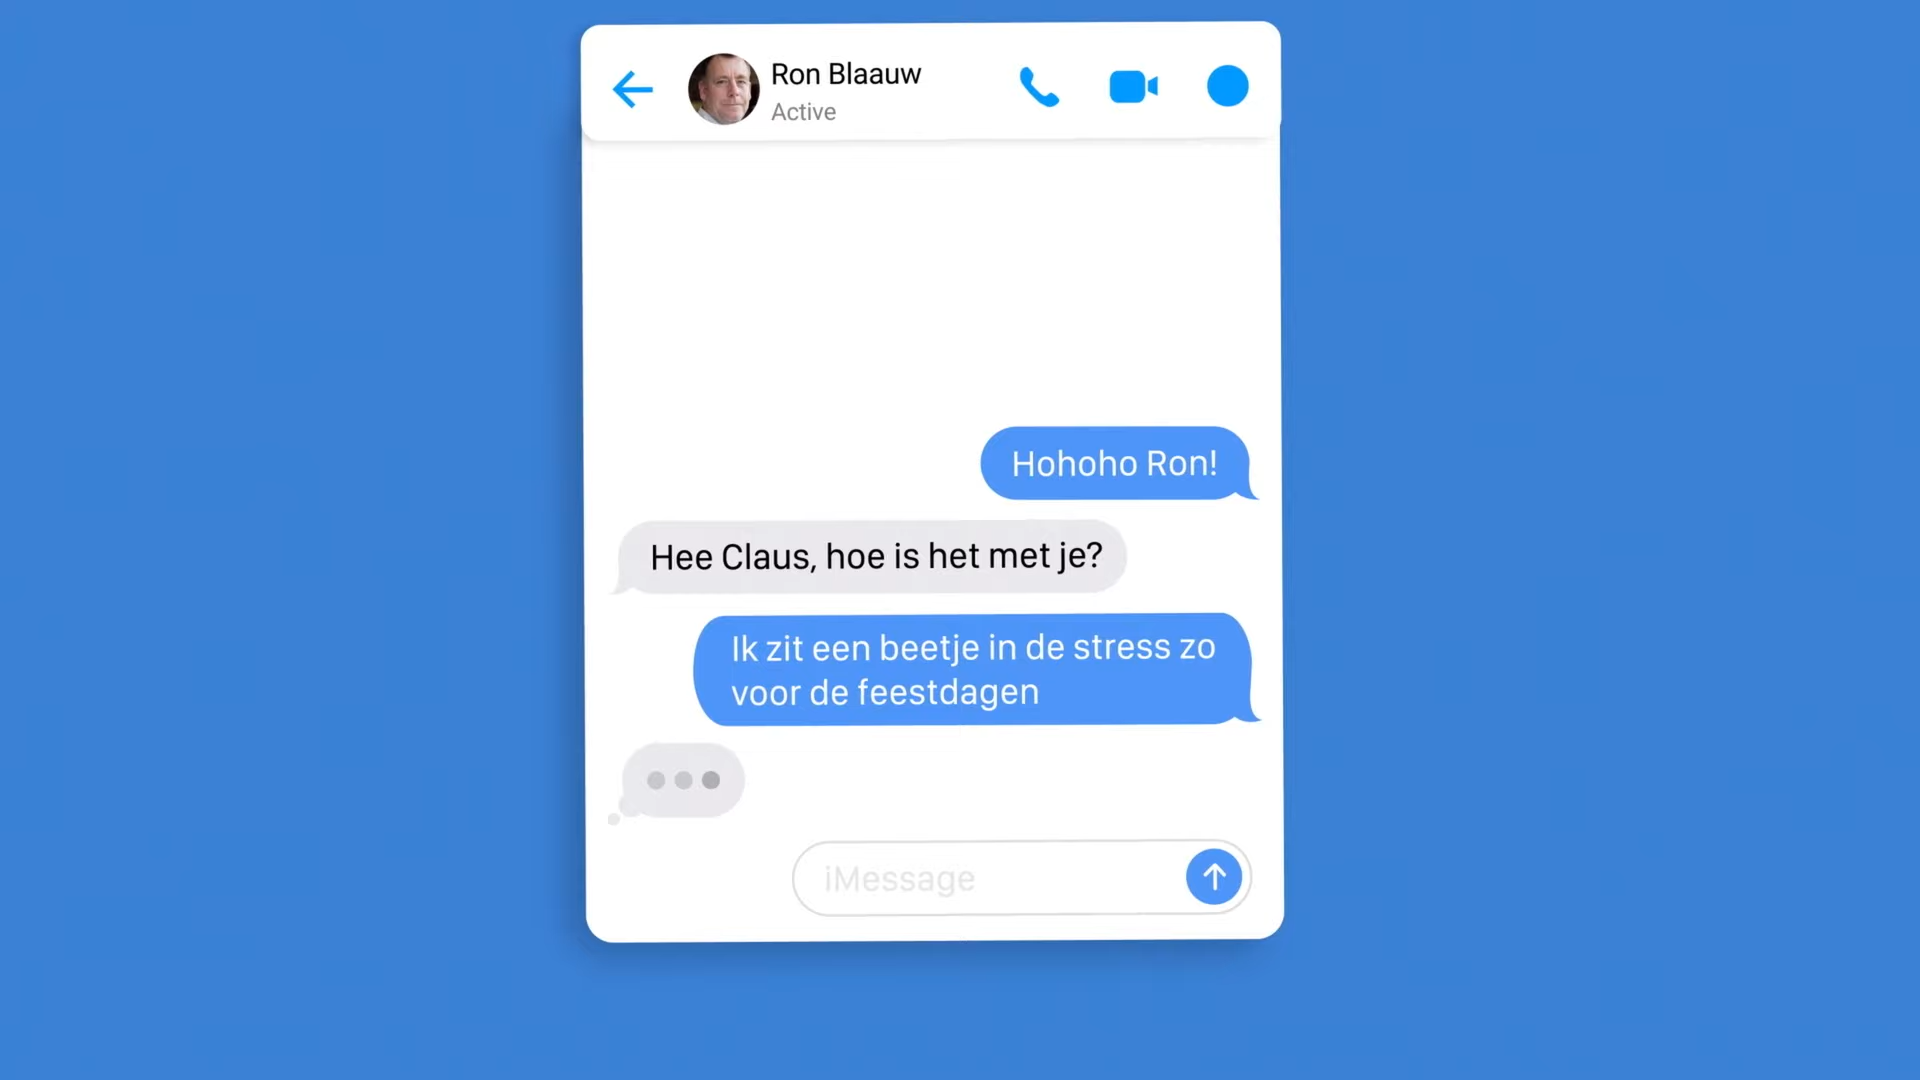 Ron Blaauw
Active
Hohoho Ron!
Hee Claus, hoe is het met je?
Ik zit een beetje in de stress zo
voor de feestdagen
iMessage